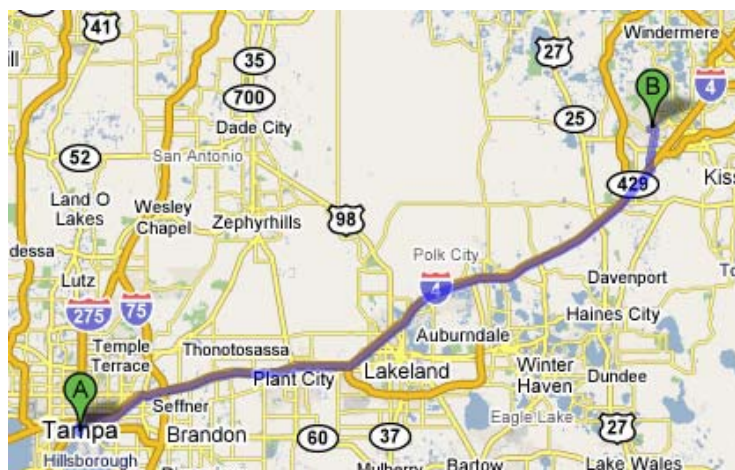 41
35
27
Windermere
ill
700
B
4
Dade City
25
52
San Antonio
429
Kiss
Land O
Lakes
Wesley
Chapel
Zephyrhills
98
dessa
Polk City
Lutz
4
Davenport
To
275
75
Haines City
Temple
Terrace
Thonotosassa
Auburndale
Plant City
Lakeland
Winter
Haven
Dundee
A
Seffner
Eagle Lake
Tampa
Brandon
60
37
27
Hillsborough
Mulberry
Bartow
Lake Wales